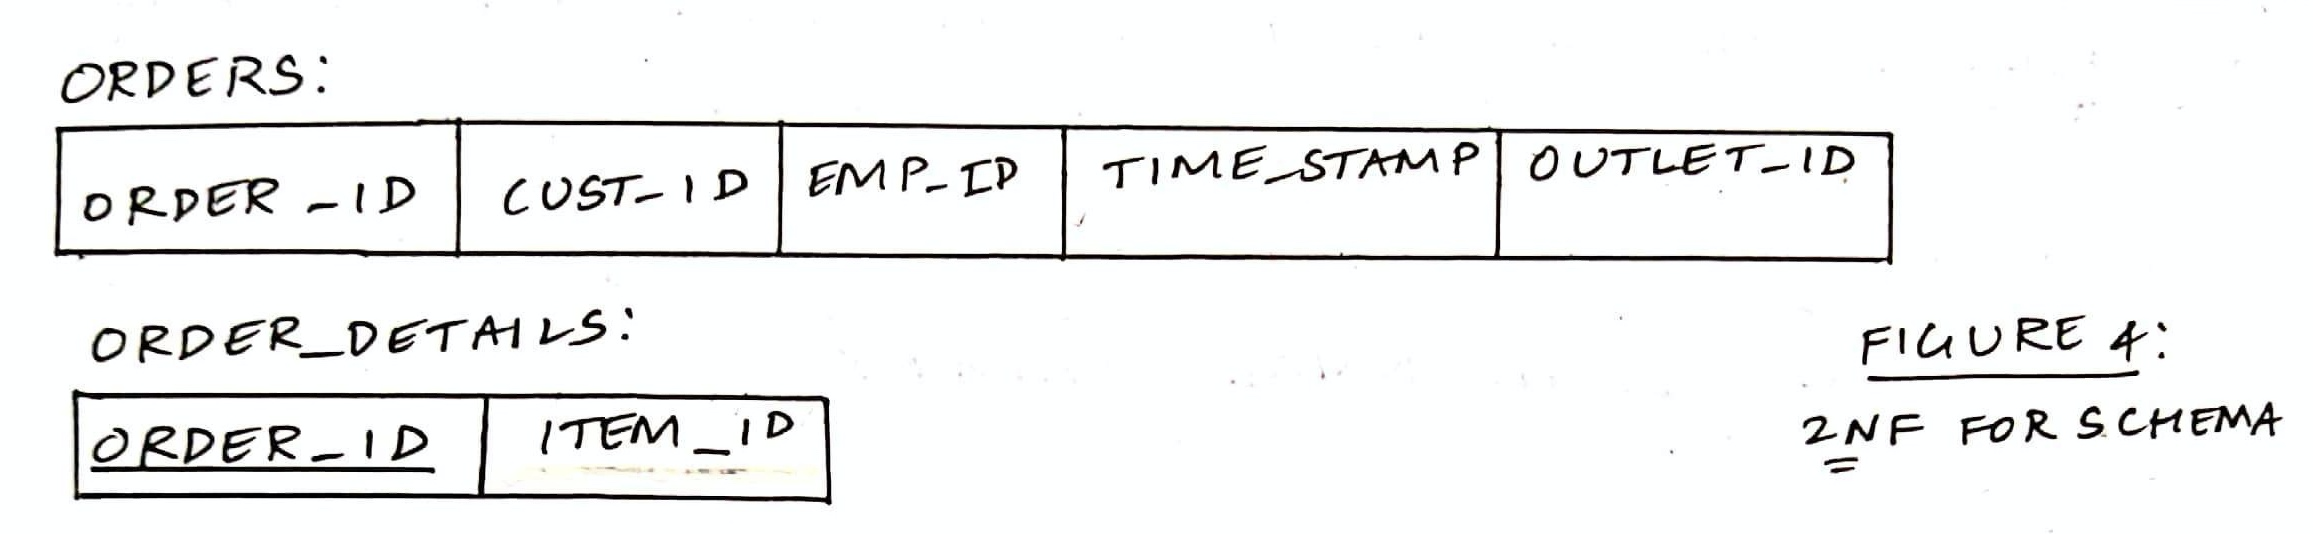 ORDERS:
ORDER_ID CUST_ID EMP_ID TIME_STAMP OUTLET_ID
ORDER_DETAILS:
ORDER_ID ITEM_ID
FIGURE 4:
2NF FOR SCHEMA